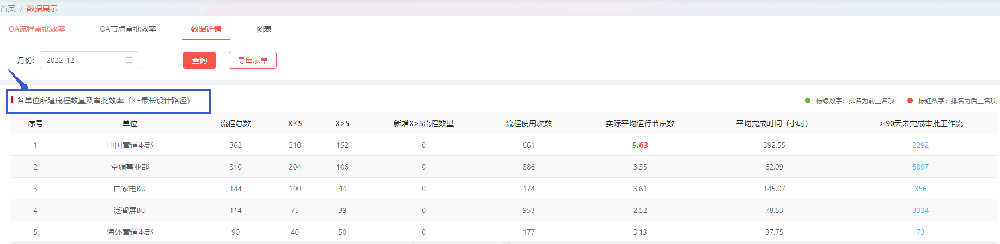 首页 / 数据展示
OA流程审批效率 OA节点审批效率 数据详情 图表
月份: 2022-12 查询 导出表单
各单位所建流程数量及审批效率（X=最长设计路径） 标绿数字：排名为前三名项 标红数字：排名为后三名项
序号 单位 流程总数 X≤5 X>5 新增X>5流程数量 流程使用次数 实际平均运行节点数 平均完成时间（小时） > 90天未完成审批工作流
1 中国营销本部 362 210 152 0 661 5.63 392.55 2292
2 空调事业部 310 204 106 0 886 3.35 62.09 5897
3 白家电BU 144 100 44 0 174 3.61 145.07 356
4 泛智屏BU 114 75 39 0 953 2.52 78.53 3324
5 海外营销本部 90 40 50 0 177 3.13 37.75 73